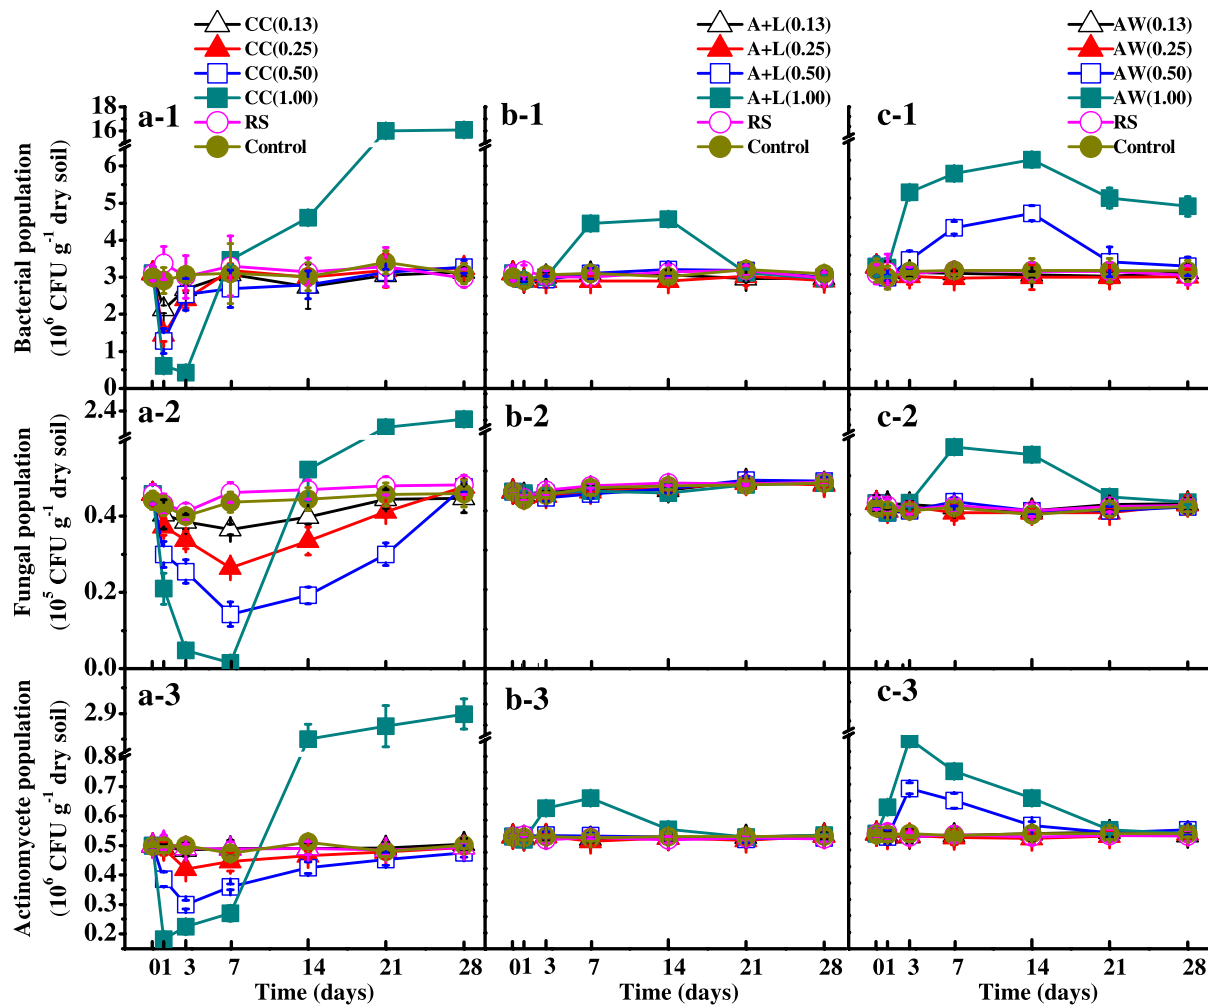 CC(0.13)
CC(0.25)
CC(0.50)
CC(1.00)
RS
Control
A+L(0.13)
A+L(0.25)
A+L(0.50)
A+L(1.00)
RS
Control
AW(0.13)
AW(0.25)
AW(0.50)
AW(1.00)
RS
Control
a-1
b-1
c-1
Bacterial population
(10⁶ CFU g⁻¹ dry soil)
18
16
6
5
4
3
2
1
0
a-2
b-2
c-2
Fungal population
(10⁵ CFU g⁻¹ dry soil)
2.4
0.4
0.2
0.0
a-3
b-3
c-3
Actinomycete population
(10⁶ CFU g⁻¹ dry soil)
2.9
0.8
0.7
0.6
0.5
0.4
0.3
0.2
0 1 3 7 14 21 28
0 1 3 7 14 21 28
0 1 3 7 14 21 28
Time (days)
Time (days)
Time (days)